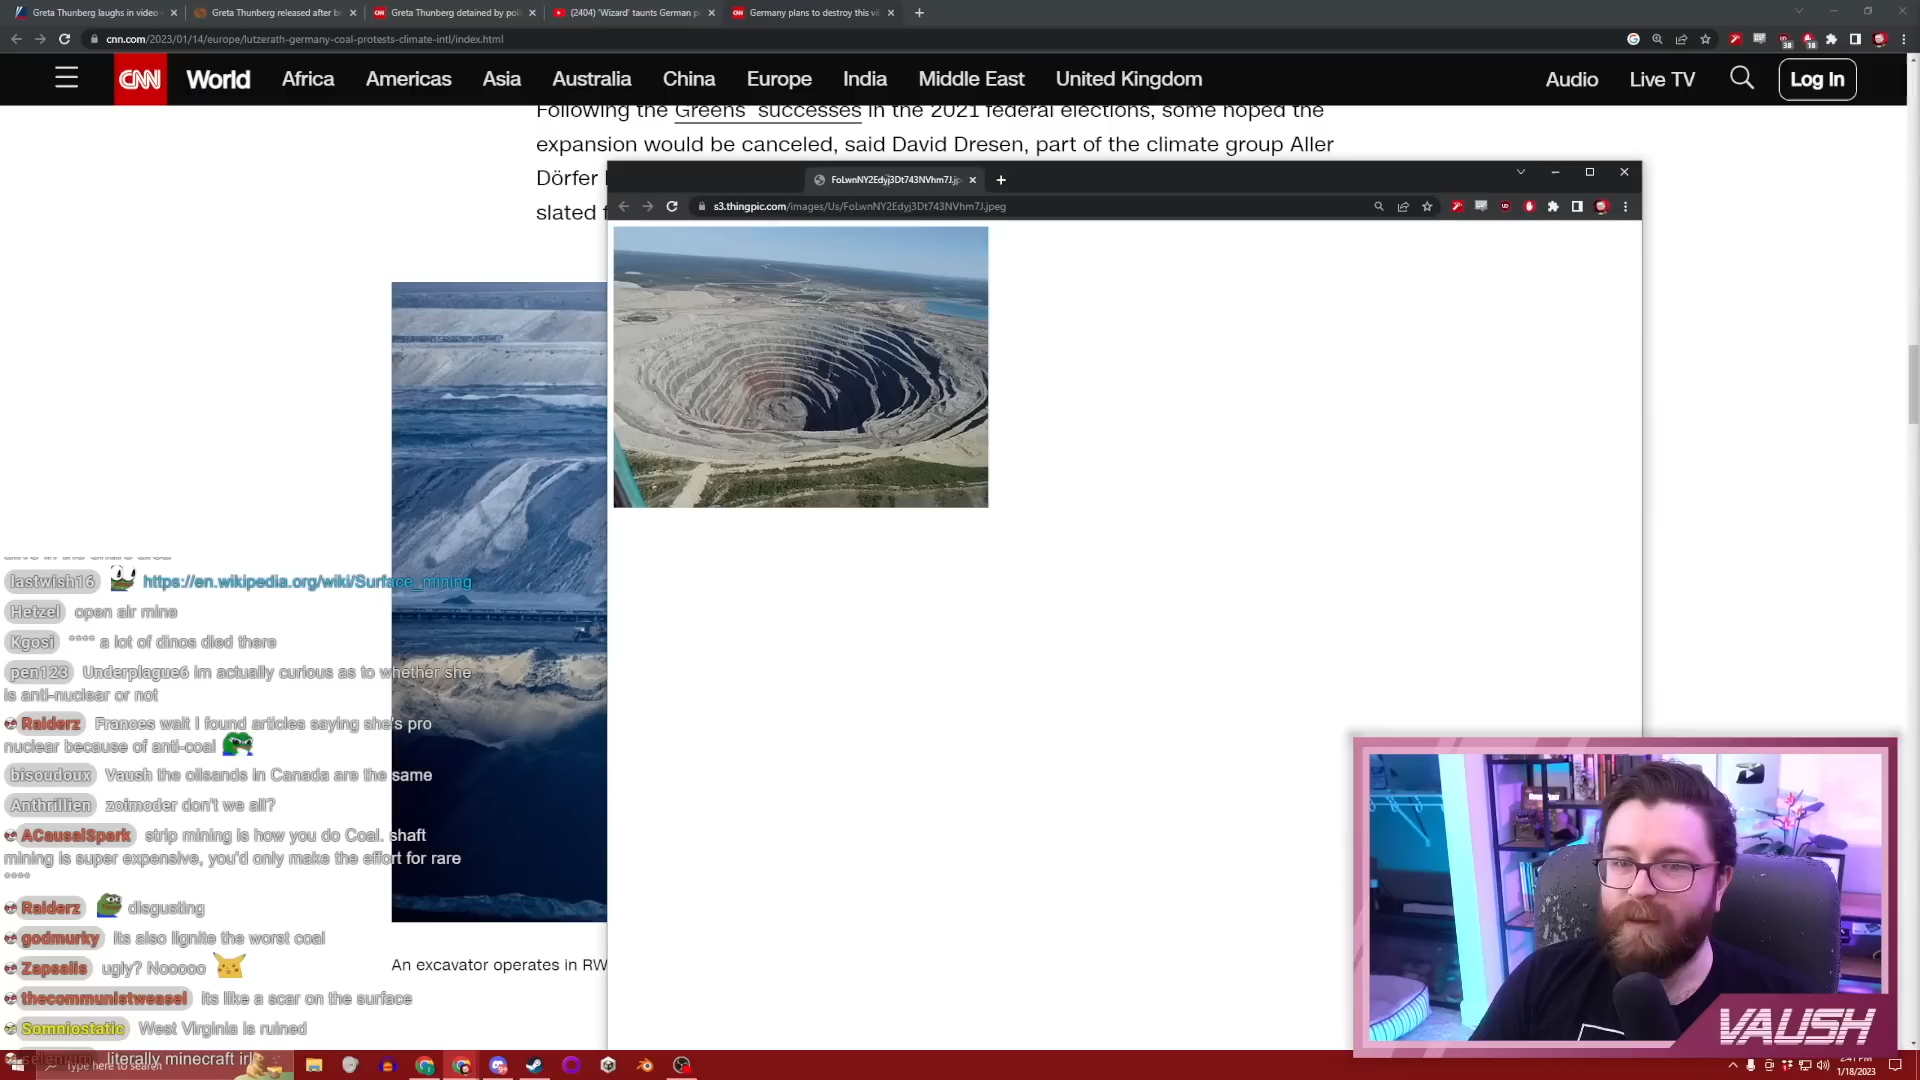 Greta Thunberg laughs in video
Greta Thunberg released after b
Greta Thunberg detained by poli
(2404) 'Wizard' taunts German p
Germany plans to destroy this vil
cnn.com/2023/01/14/europe/lutzerath-germany-coal-protests-climate-intl/index.html
38
18
CNN World Africa Americas Asia Australia China Europe India Middle East United Kingdom Audio Live TV Log In
Following the Greens' successes in the 2021 federal elections, some hoped the
expansion would be canceled, said David Dresen, part of the climate group Aller
Dörfer
slated f
FoLwnNY2Edyj3Dt743NVhm7J.jp
s3.thingpic.com/images/Us/FoLwnNY2Edyj3Dt743NVhm7J.jpeg
lastwish16 https://en.wikipedia.org/wiki/Surface_mining
Hetzel open air mine
Kgosi **** a lot of dinos died there
pen123 Underplague6 im actually curious as to whether she
is anti-nuclear or not
Raiderz Frances wait I found articles saying she's pro
nuclear because of anti-coal
bisoudoux Vaush the oilsands in Canada are the same
Anthrillien zoimoder don't we all?
ACausalSpark strip mining is how you do Coal. shaft
mining is super expensive, you'd only make the effort for rare
****
Raiderz disgusting
godmurky its also lignite the worst coal
Zapsalis ugly? Nooooo
thecommunistweasel Its like a scar on the surface
Somniostatic West Virginia is ruined
selenium literally minecraft irl
An excavator operates in RW
VAUSH
Type here to search
2:41 PM
1/18/2023